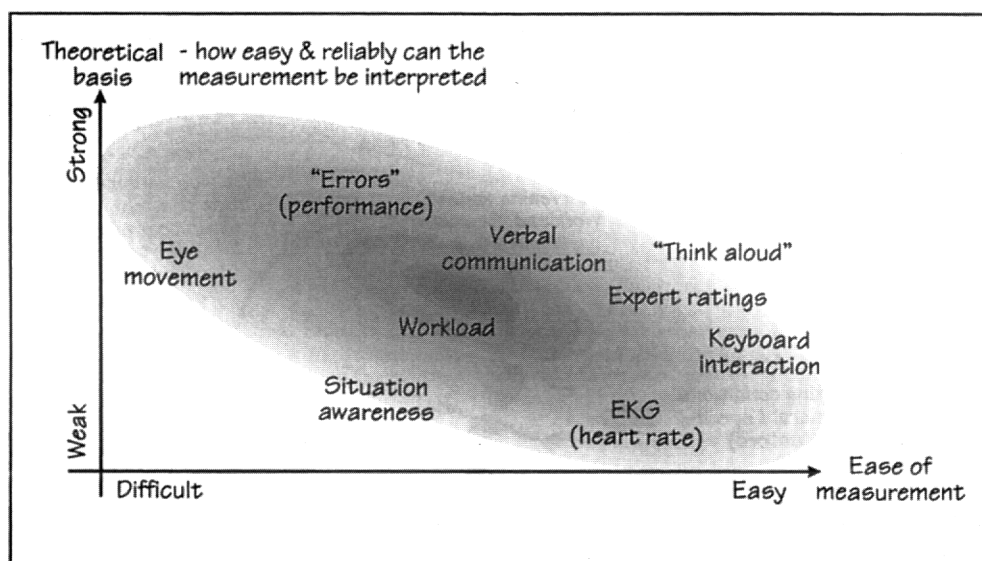 Theoretical - how easy & reliably can the
basis measurement be interpreted
Strong
"Errors"
(performance)
Verbal
communication
"Think aloud"
Eye
movement
Expert ratings
Workload
Keyboard
interaction
Situation
awareness
EKG
(heart rate)
Weak
Difficult
Easy
Ease of
measurement